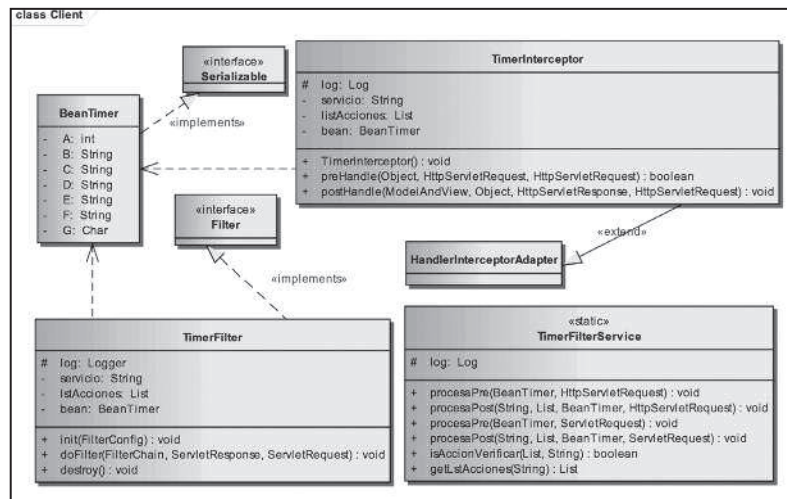 class Client
«interface»
Serializable
«implements»
BeanTimer
- A: int
- B: String
- C: String
- D: String
- E: String
- F: String
- G: Char
TimerInterceptor
# log: Log
- servicio: String
- listAcciones: List
- bean: BeanTimer
+ TimerInterceptor() : void
+ preHandle(Object, HttpServletRequest, HttpServletRequest) : boolean
+ postHandle(ModelAndView, Object, HttpServletResponse, HttpServletRequest) : void
«interface»
Filter
«implements»
«extend»
HandlerInterceptorAdapter
TimerFilter
# log: Logger
- servicio: String
- lstAcciones: List
- bean: BeanTimer
+ init(FilterConfig) : void
+ doFilter(FilterChain, ServletResponse, ServletRequest) : void
+ destroy() : void
«static»
TimerFilterService
# log: Log
+ procesaPre(BeanTimer, HttpServletRequest) : void
+ procesaPost(String, List, BeanTimer, HttpServletRequest) : void
+ procesaPre(BeanTimer, ServletRequest) : void
+ procesaPost(String, List, BeanTimer, ServletRequest) : void
+ isAccionVerificar(List, String) : boolean
+ getLstAcciones(String) : List